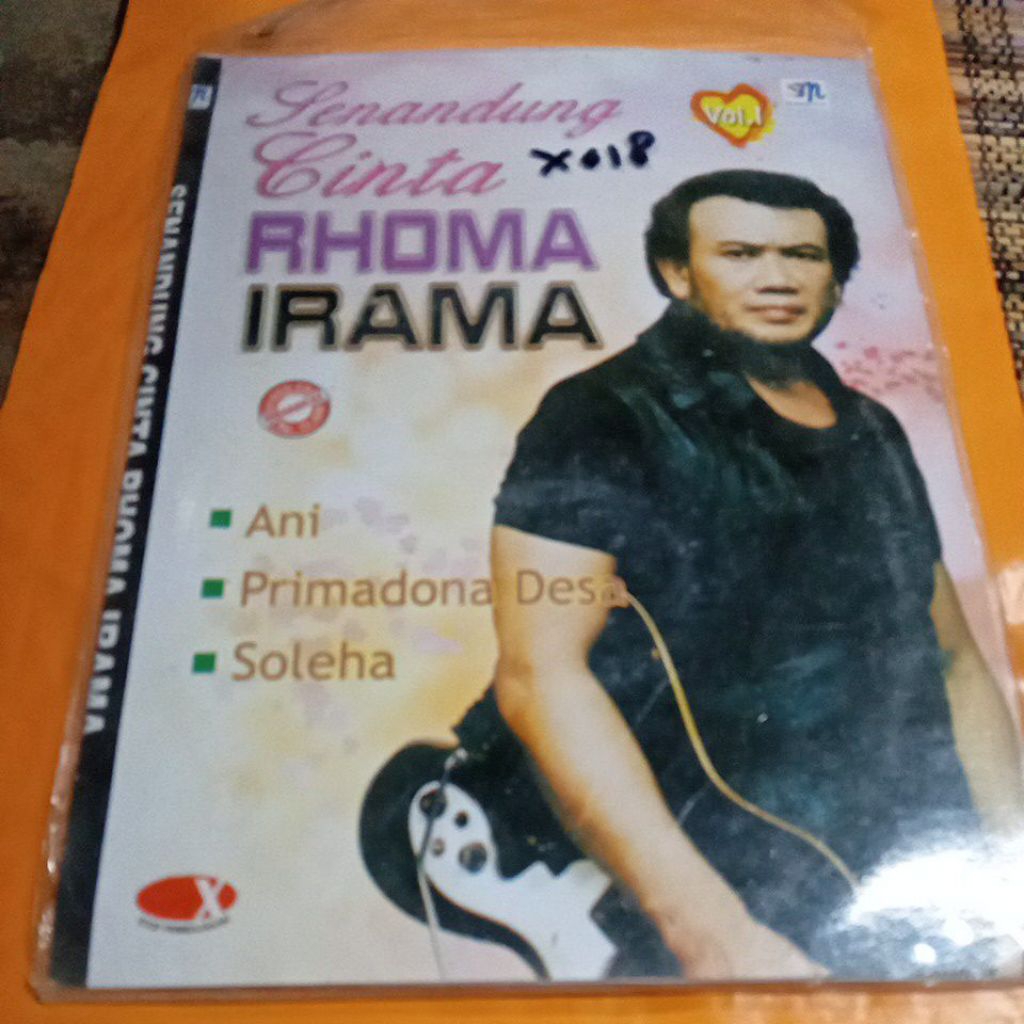 Senandung
Cinta
Vol.1
X018
RHOMA
IRAMA
Ani
Primadona Desa
Soleha
X
SENANDUNG CINTA RHOMA IRAMA